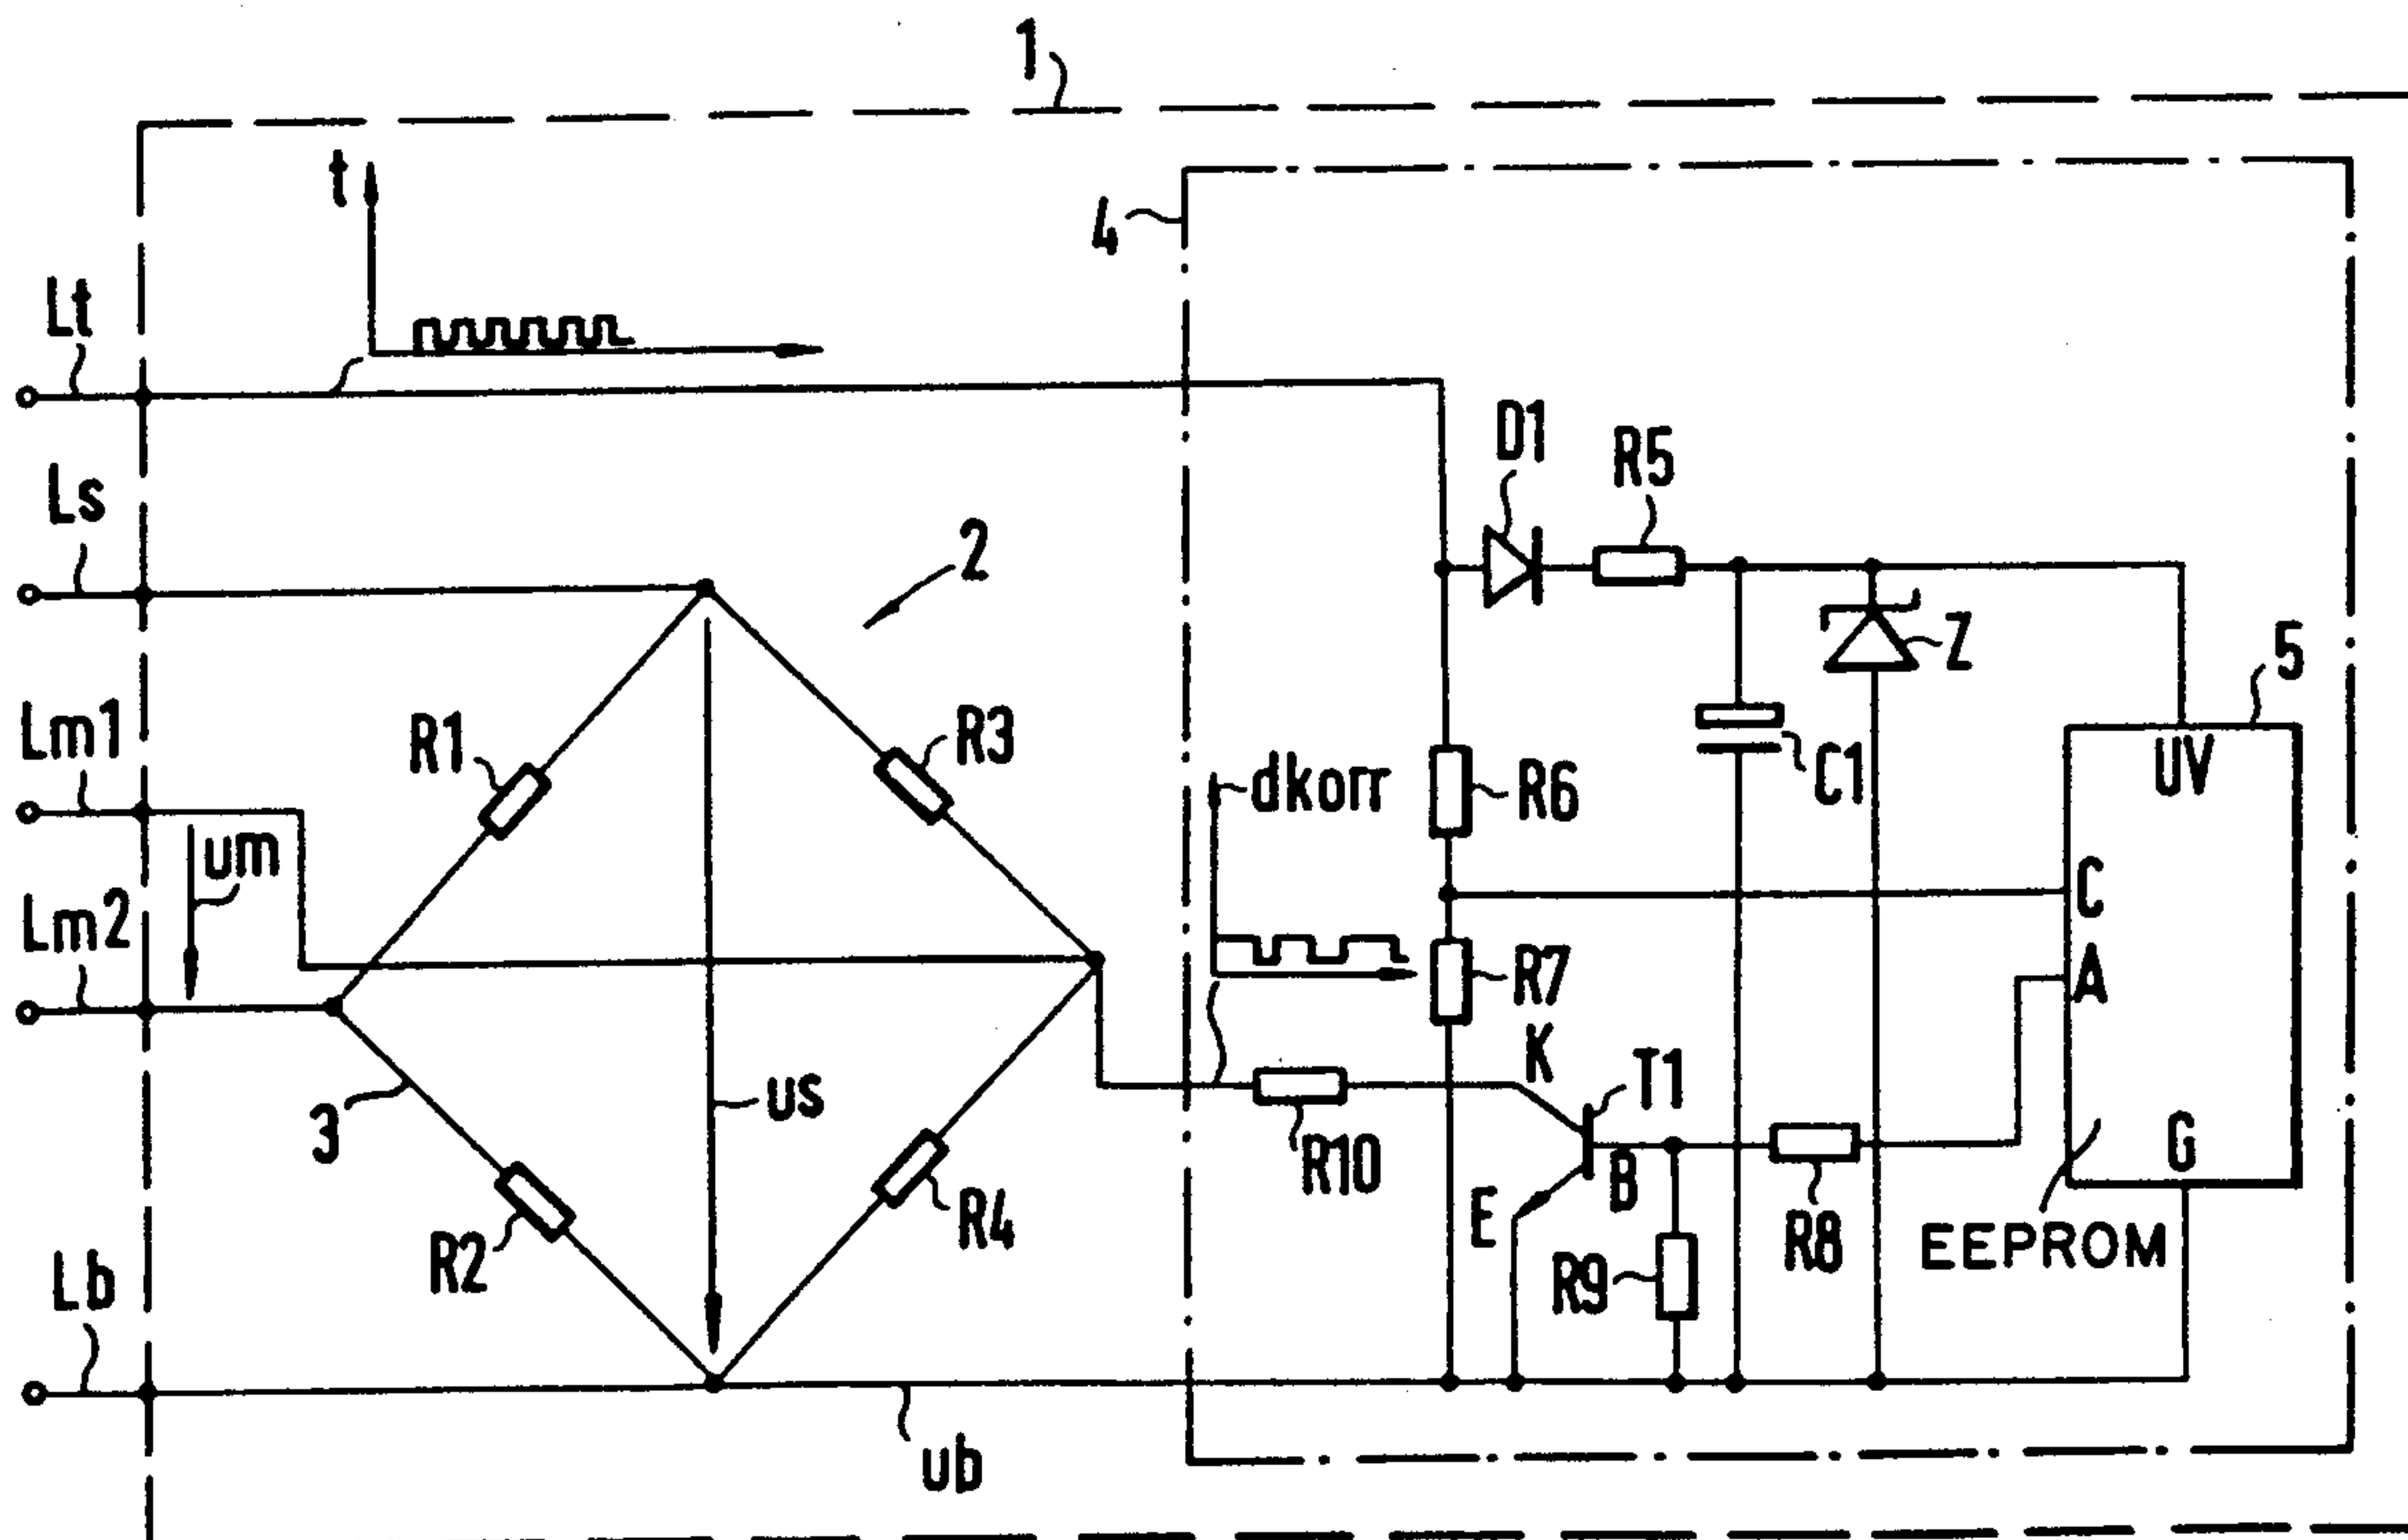 1
t
4
Lt
D1
R5
Ls
2
Z
5
Lm1
R1
R3
dkorr
R6
C1
UV
um
C
Lm2
R7
A
K
T1
3
us
R10
B
G
E
R2
R4
R9
R8
EEPROM
Lb
ub